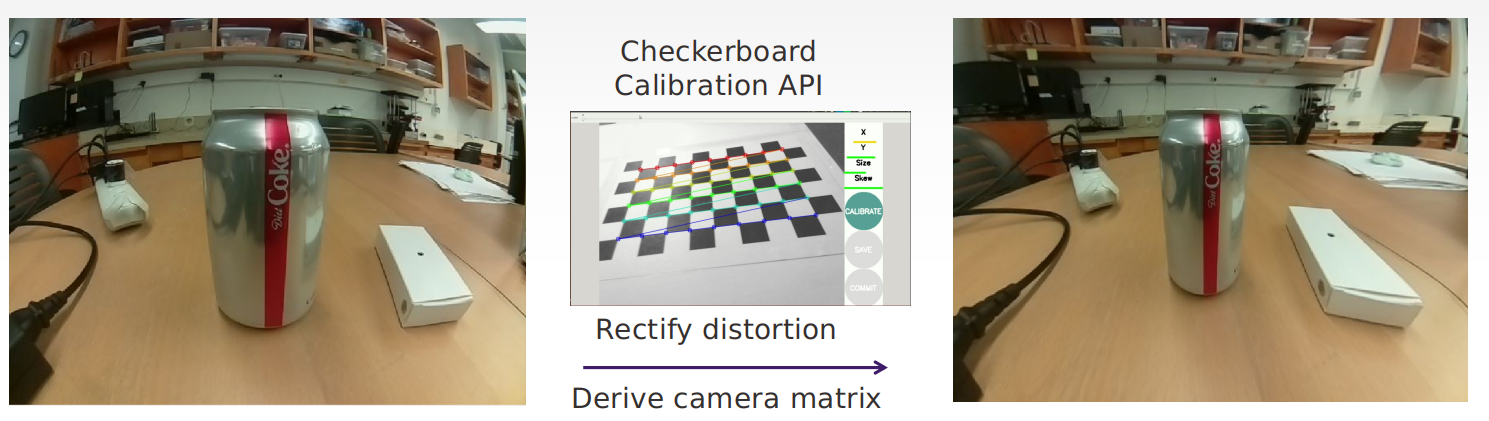 Checkerboard
Calibration API
X
Y
Size
Skew
CALIBRATE
SAVE
COMMIT
Diet Coke
Rectify distortion
Derive camera matrix
Diet Coke